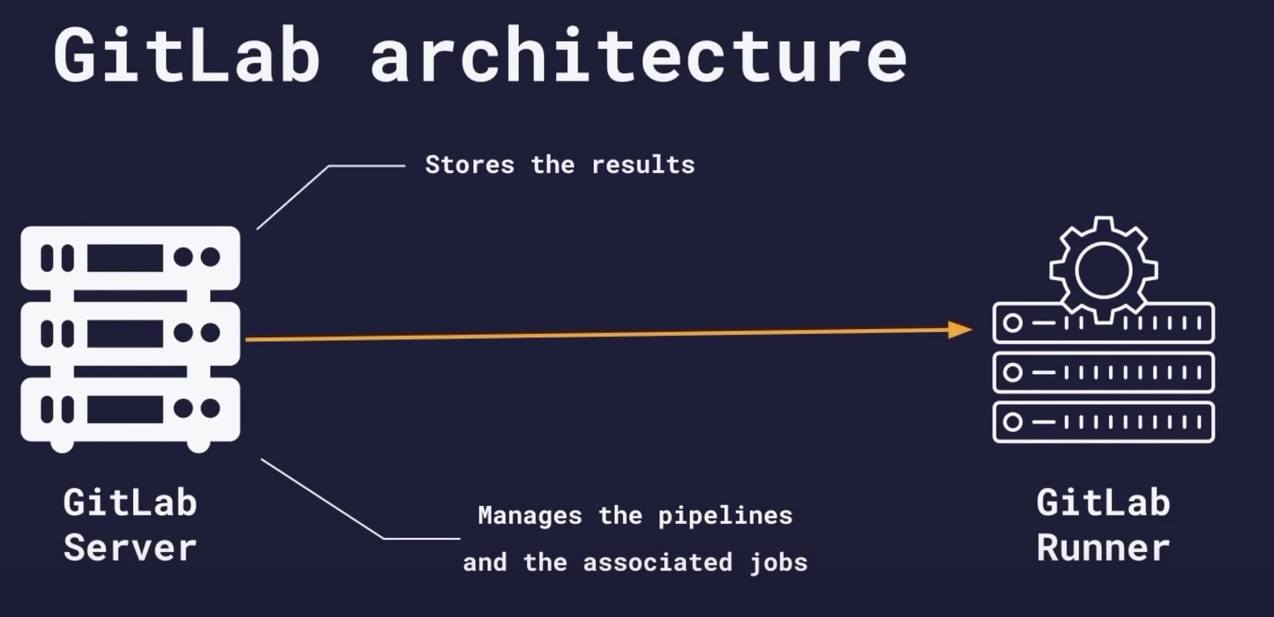 GitLab architecture
Stores the results
GitLab
Server
Manages the pipelines
and the associated jobs
GitLab
Runner